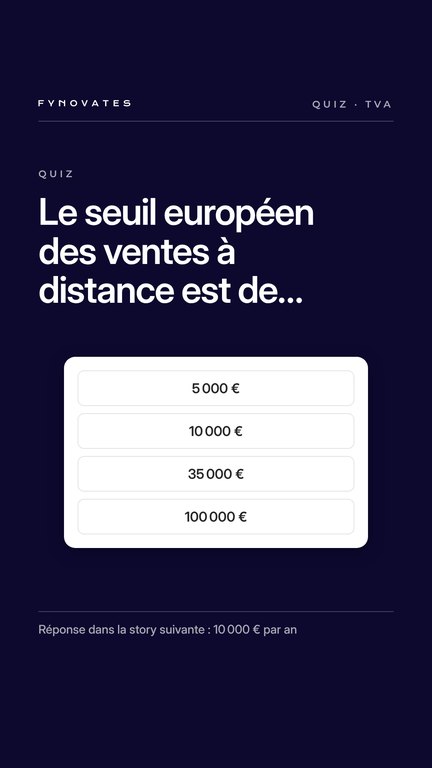 FYNOVATES
QUIZ · TVA
QUIZ
Le seuil européen
des ventes à
distance est de...
5 000 €
10 000 €
35 000 €
100 000 €
Réponse dans la story suivante : 10 000 € par an